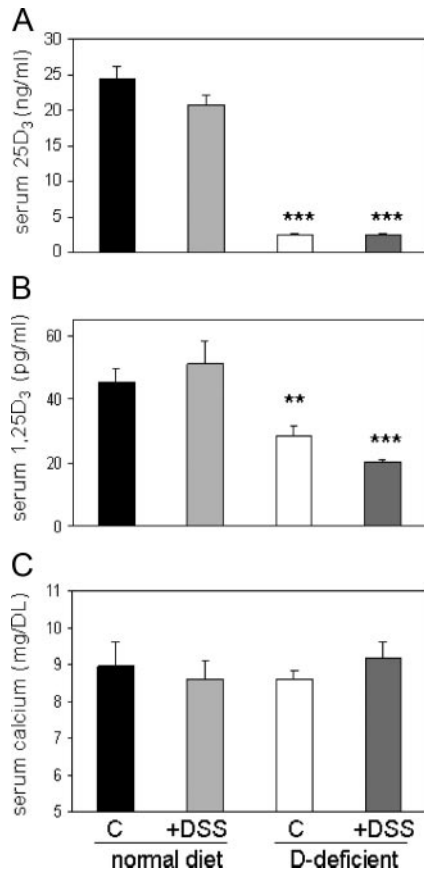 A
serum 25D₃ (ng/ml)
30
25
20
15
10
5
0
*** ***
B
serum 1,25D₃ (pg/ml)
60
40
20
0
**
***
C
serum calcium (mg/DL)
11
10
9
8
7
6
5
C +DSS C +DSS
normal diet D-deficient